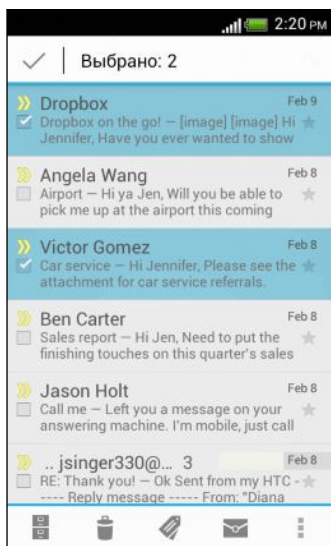 2:20 PM
Выбрано: 2
Dropbox Feb 9
Dropbox on the go! — [image] [image] Hi
Jennifer, Have you ever wanted to show
Angela Wang Feb 8
Airport — Hi ya Jen, Will you be able to
pick me up at the airport this coming
Victor Gomez Feb 8
Car service — Hi Jennifer, Please see the
attachment for car service referrals.
Ben Carter Feb 8
Sales report — Hi Jen, Need to put the
finishing touches on this quarter's sales
Jason Holt Feb 8
Call me — Left you a message on your
answering machine. I'm mobile, just call
.. jsinger330@... 3 Feb 8
RE: Thank you! — Ok Sent from my HTC -
---- Reply message ----- From: "Diana